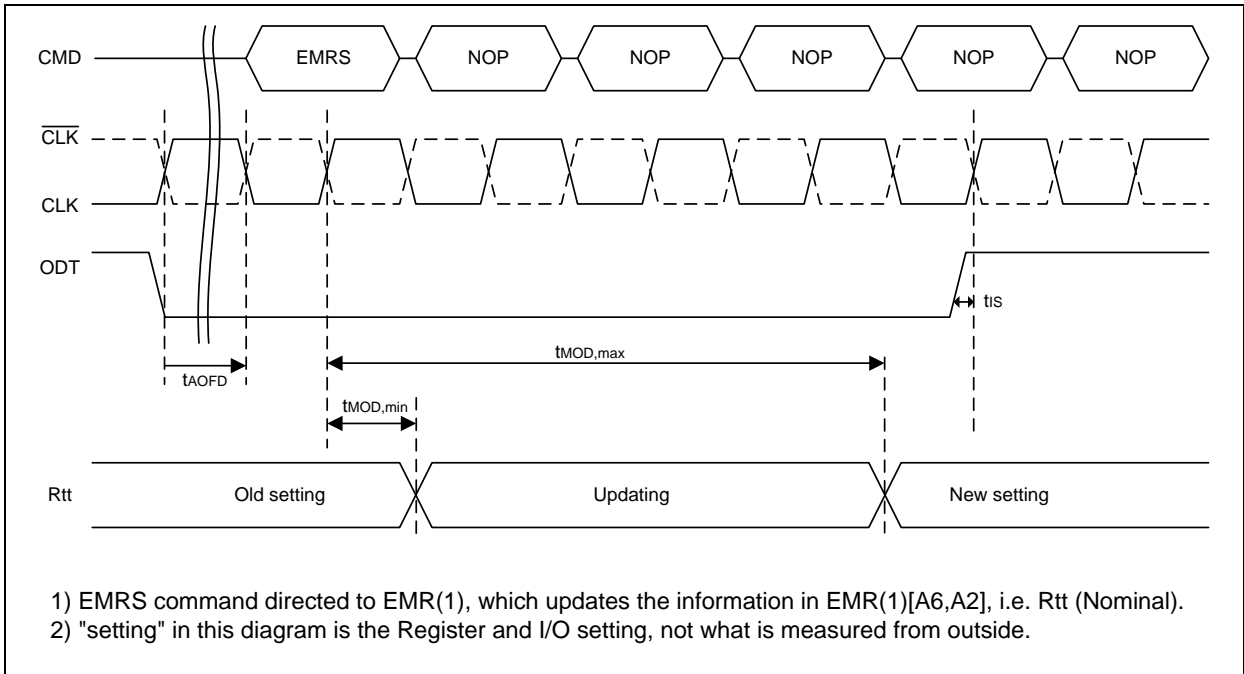 CMD EMRS NOP NOP NOP NOP NOP
CLK
CLK
ODT
tIS
tMOD,max
tAOFD
tMOD,min
Rtt Old setting Updating New setting
1) EMRS command directed to EMR(1), which updates the information in EMR(1)[A6,A2], i.e. Rtt (Nominal).
2) "setting" in this diagram is the Register and I/O setting, not what is measured from outside.